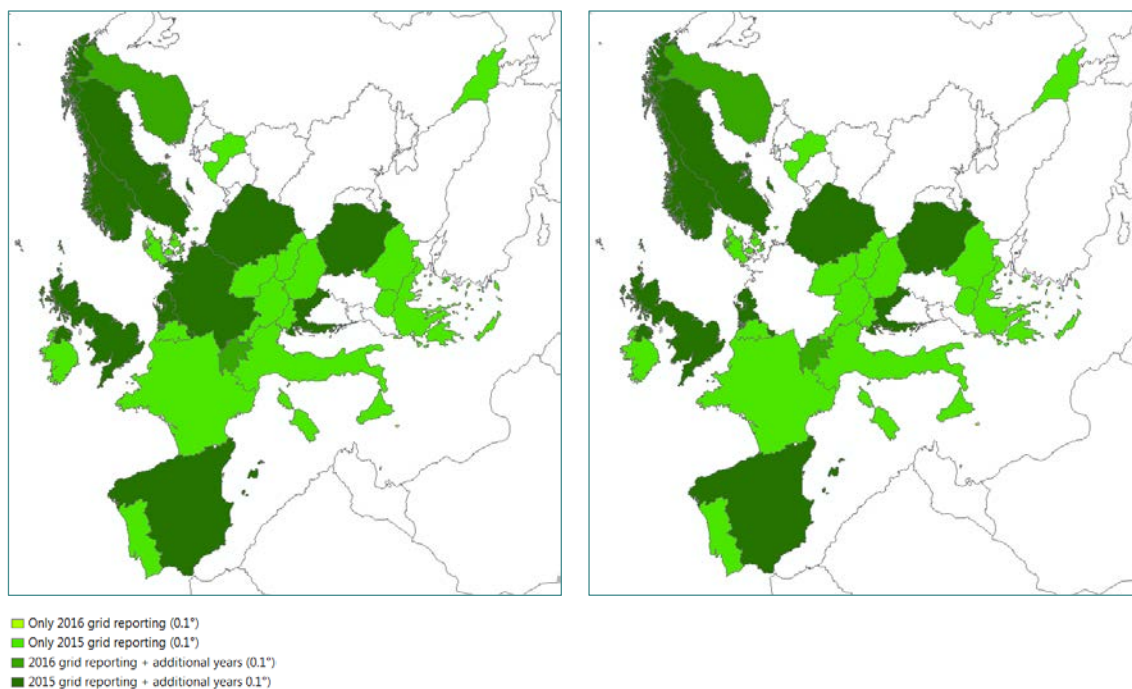 Only 2016 grid reporting (0.1°)
Only 2015 grid reporting (0.1°)
2016 grid reporting + additional years (0.1°)
2015 grid reporting + additional years 0.1°)